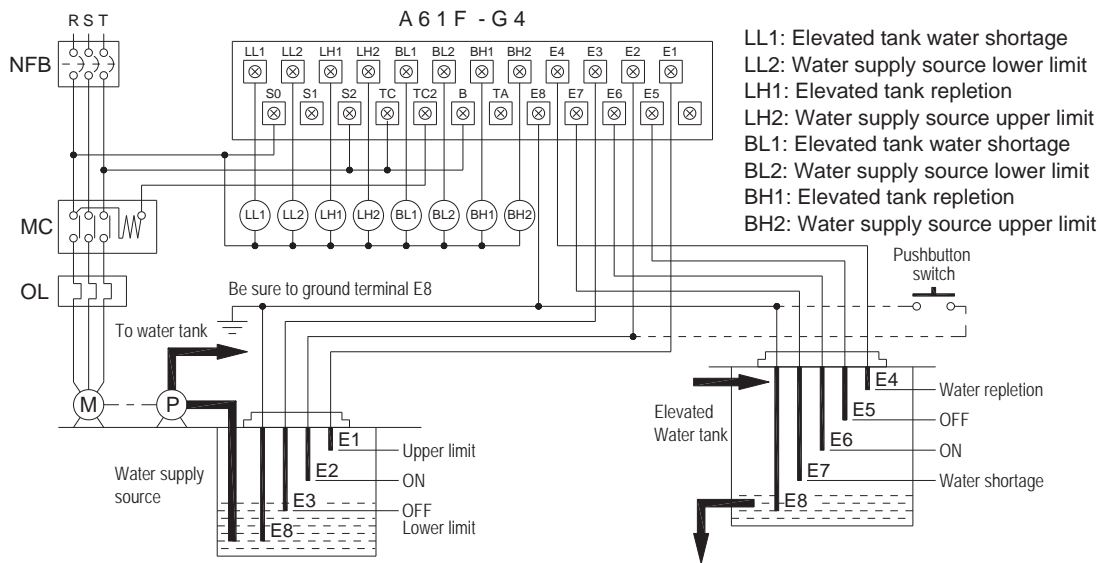 R S T
A61F-G4
NFB
LL1 LL2 LH1 LH2 BL1 BL2 BH1 BH2 E4 E3 E2 E1
S0 S1 S2 TC TC2 B TA E8 E7 E6 E5
LL1: Elevated tank water shortage
LL2: Water supply source lower limit
LH1: Elevated tank repletion
LH2: Water supply source upper limit
BL1: Elevated tank water shortage
BL2: Water supply source lower limit
BH1: Elevated tank repletion
BH2: Water supply source upper limit
MC
LL1 LL2 LH1 LH2 BL1 BL2 BH1 BH2
Pushbutton
switch
OL
Be sure to ground terminal E8
To water tank
M
P
E1
Upper limit
E2
ON
E3
OFF
Lower limit
E8
Water supply
source
Elevated
Water tank
E4
Water repletion
E5
OFF
E6
ON
E7
Water shortage
E8